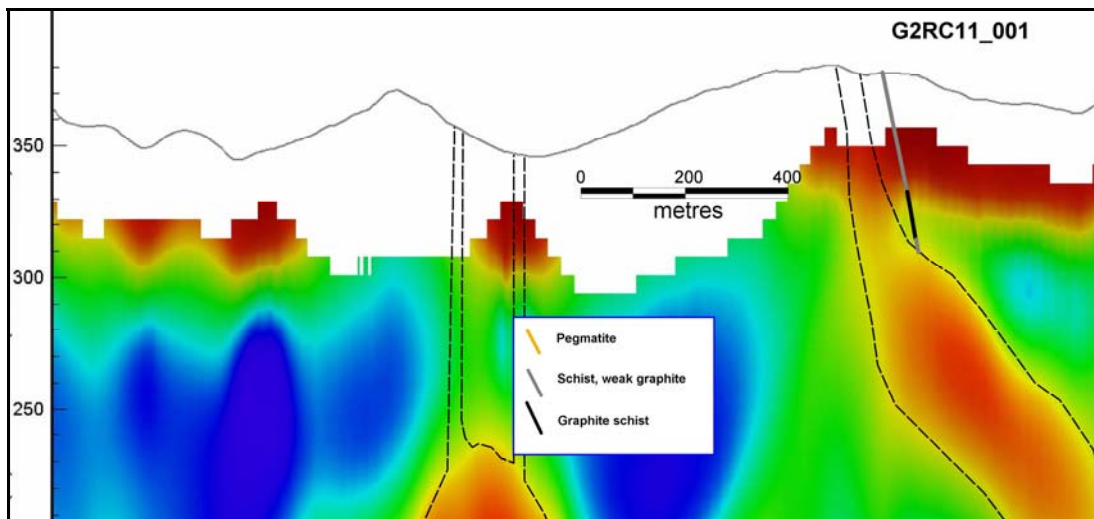 G2RC11_001
350
0 200 400
metres
300
Pegmatite
Schist, weak graphite
Graphite schist
250